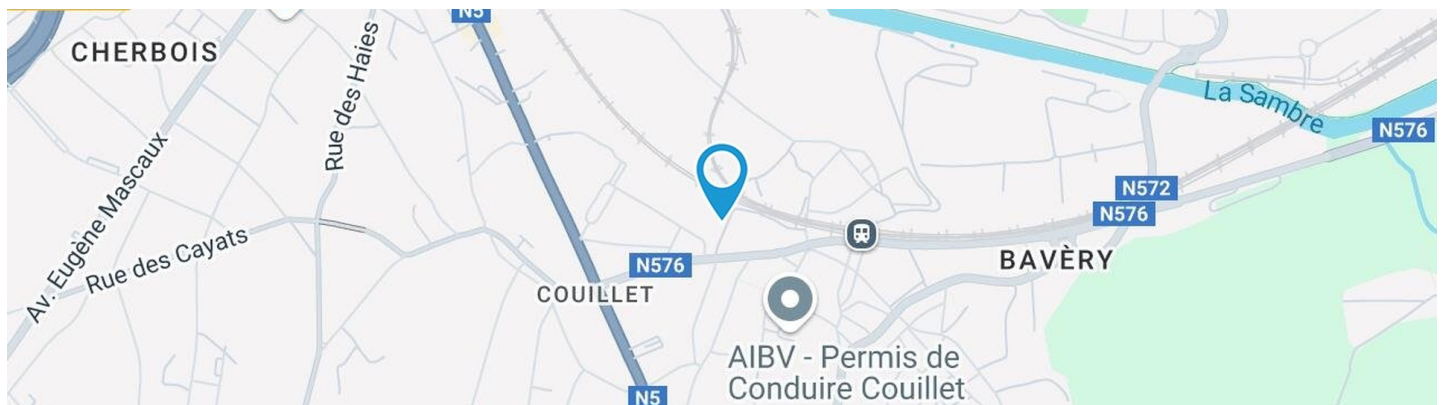 N5
CHERBOIS
Rue des Haies
La Sambre
N576
Av. Eugène Mascaux
N572
N576
Rue des Cayats
BAVÈRY
N576
COUILLET
AIBV - Permis de
Conduire Couillet
N5